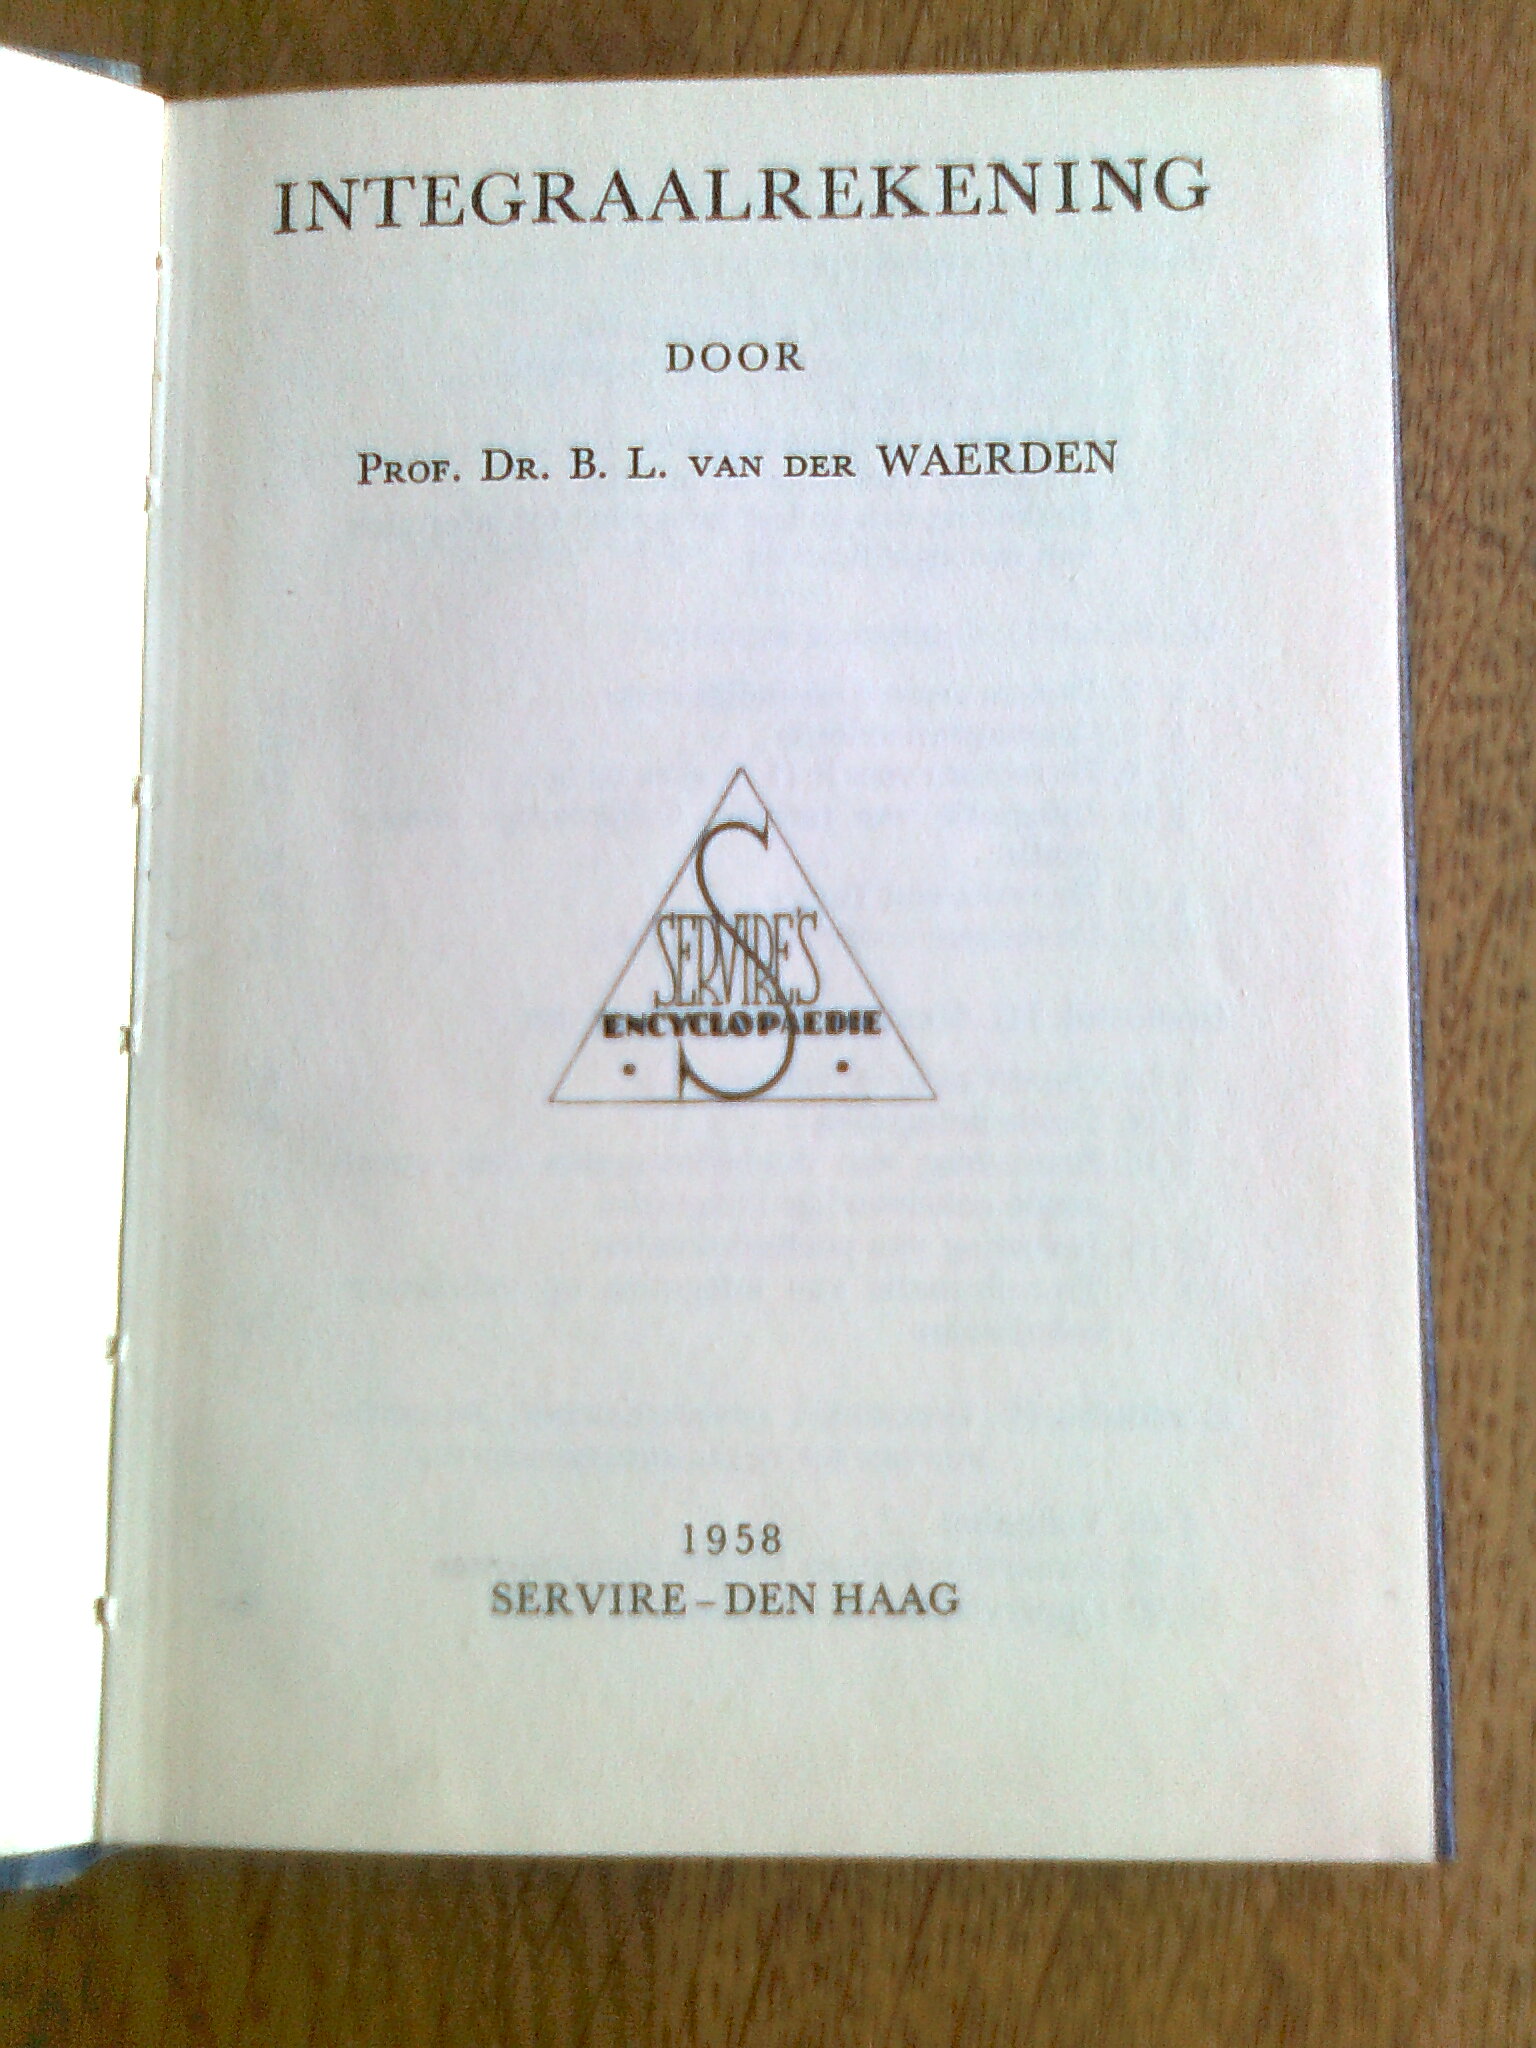 INTEGRAALREKENING
DOOR
PROF. DR. B. L. VAN DER WAERDEN
S
SERVIRE'S
ENCYCLOPAEDIE
1958
SERVIRE – DEN HAAG